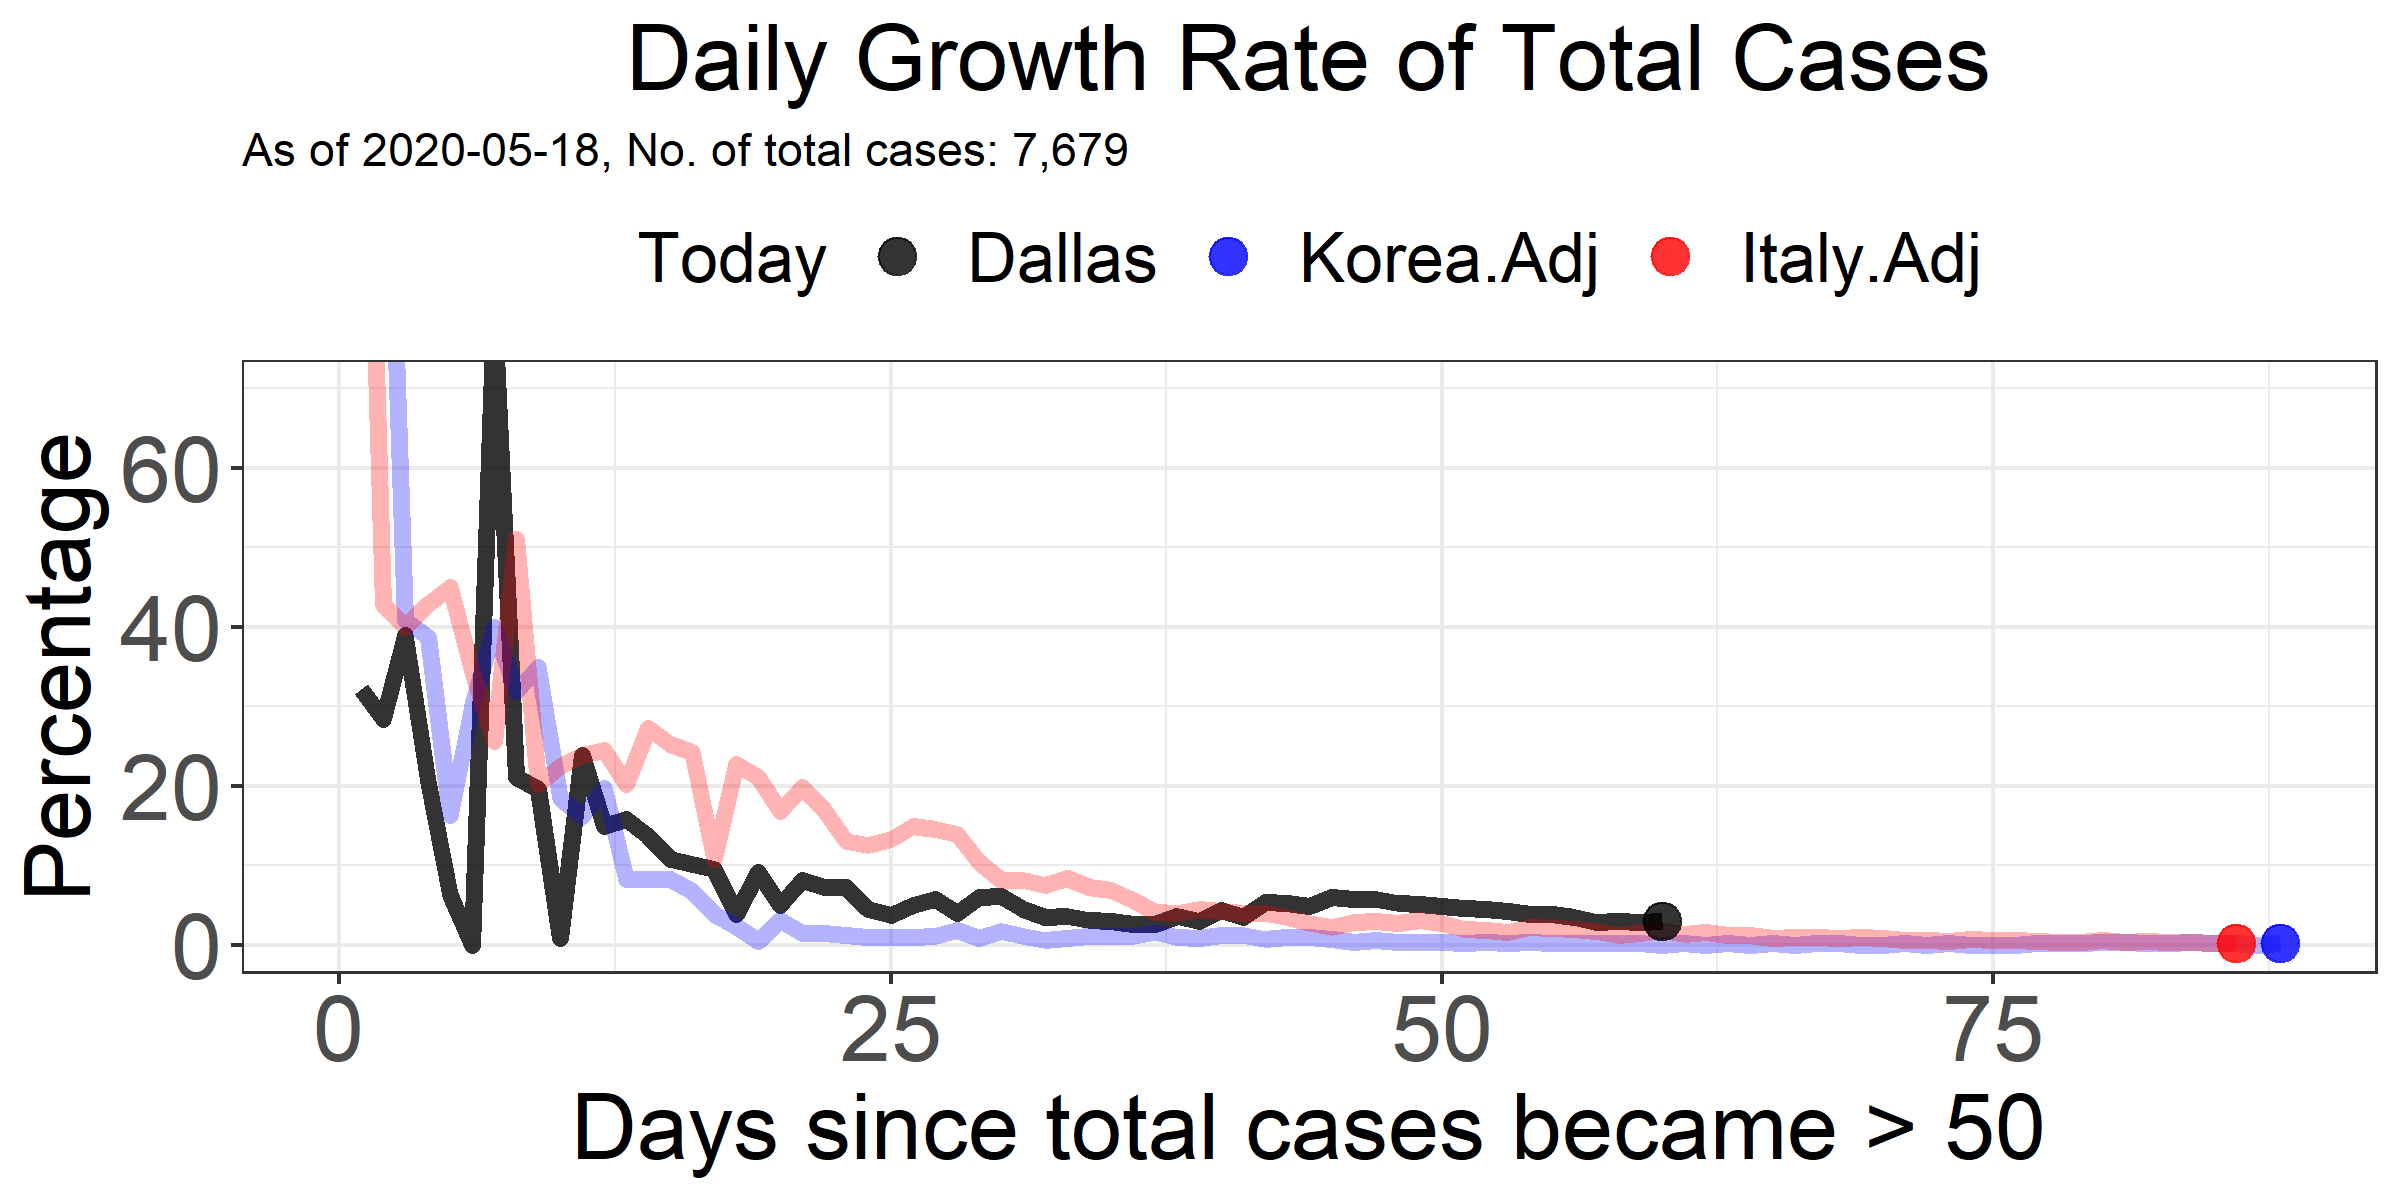 Daily Growth Rate of Total Cases
As of 2020-05-18, No. of total cases: 7,679
Today Dallas Korea.Adj Italy.Adj
Percentage
60
40
20
0
0 25 50 75
Days since total cases became > 50